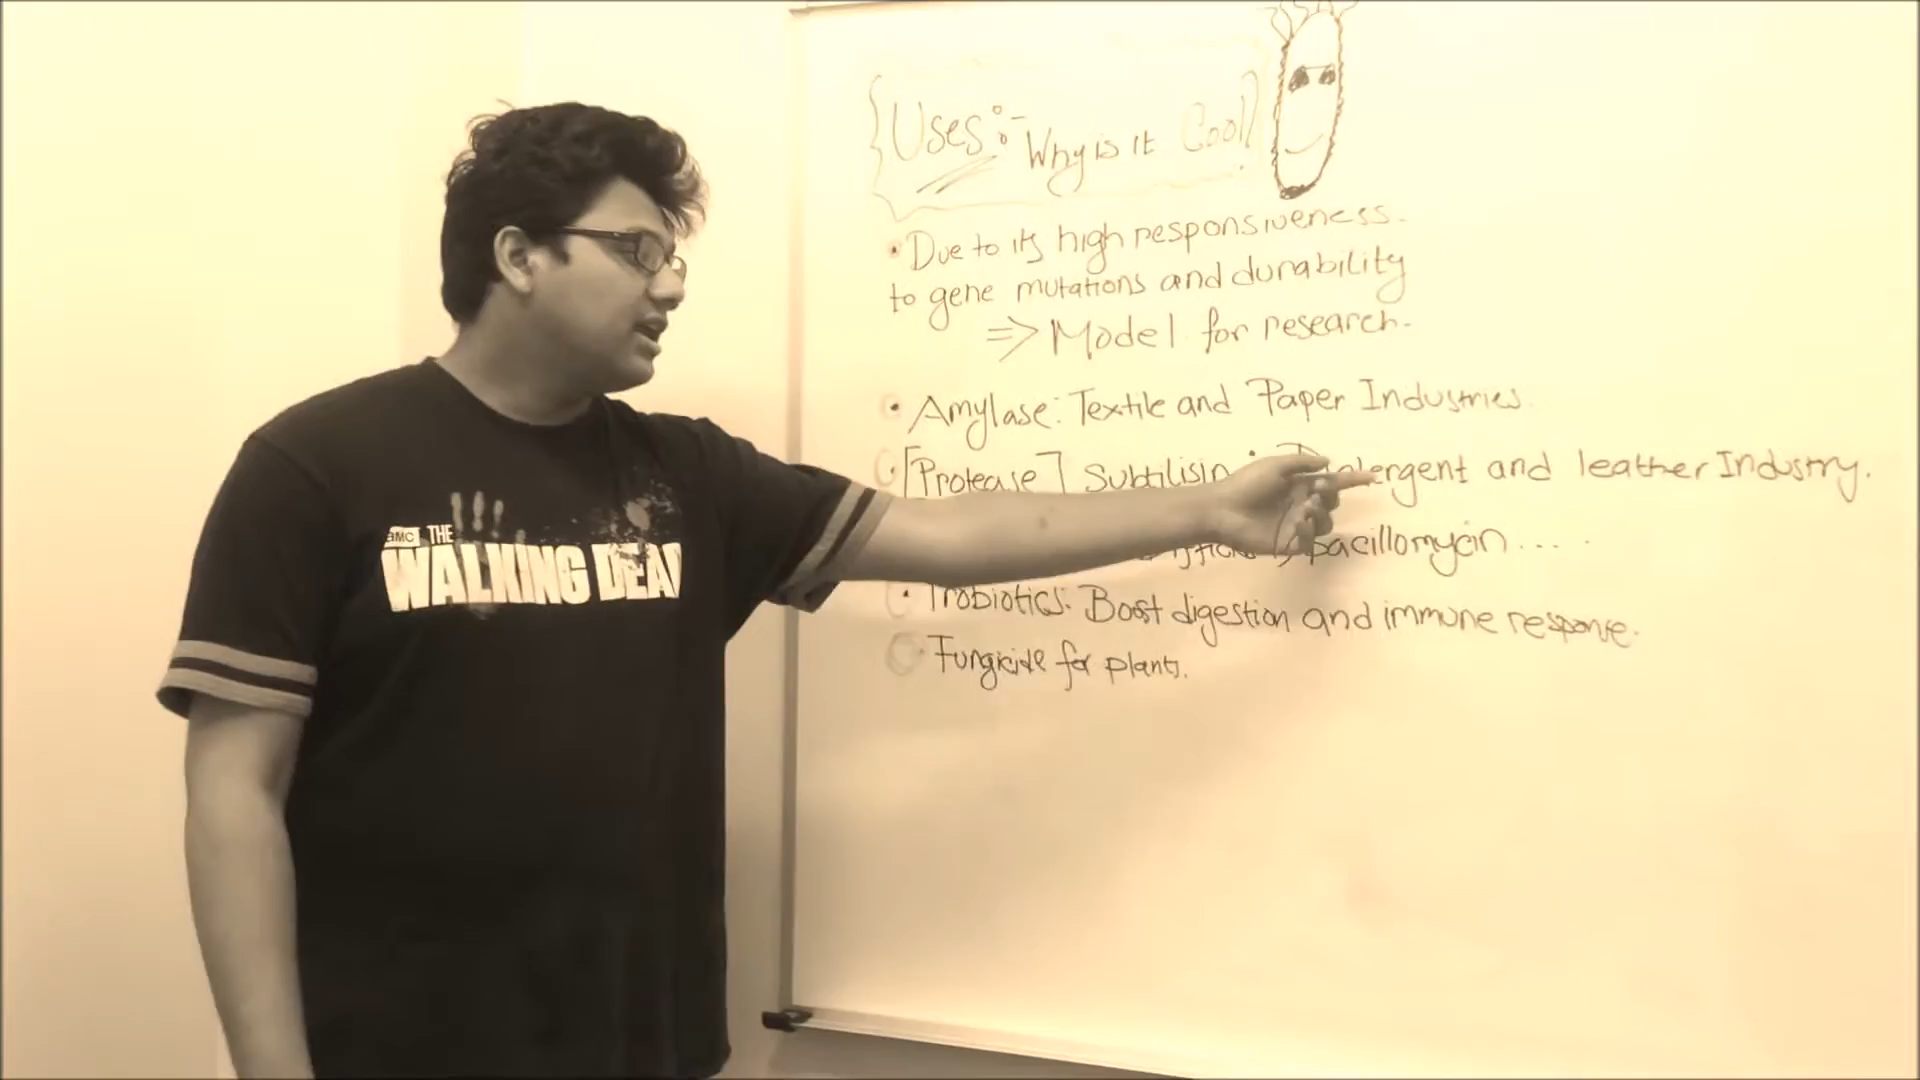 {Uses:- Why is it Cool?
• Due to its high responsiveness.
to gene mutations and durability
=> Model for research.
• Amylase: Textile and Paper Industries.
• [Protease] Subtilisin: and leather Industry.
bacillomycin....
• Probiotics: Boost digestion and immune response.
• Fungicide for plants.
aMC THE
WALKING DEAD